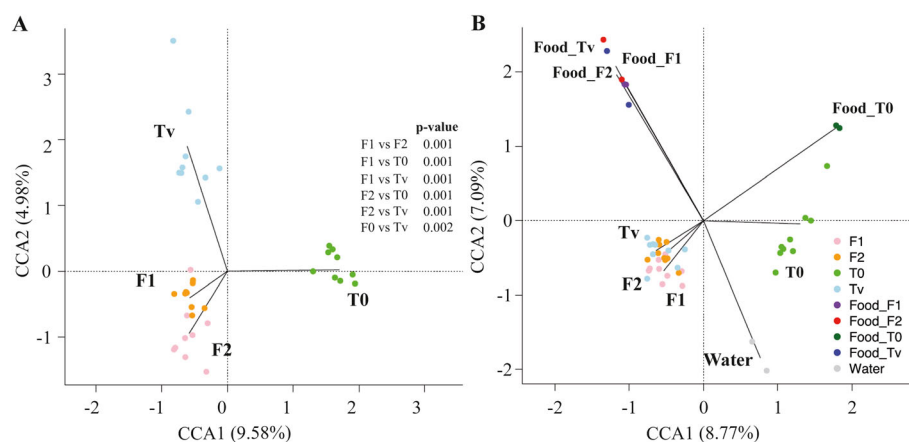 A
B
3
2
1
0
-1
-2
-1
0
1
2
3
CCA1 (9.58%)
CCA2 (4.98%)
Tv
F1
F2
T0
p-value
F1 vs F2 0.001
F1 vs T0 0.001
F1 vs Tv 0.001
F2 vs T0 0.001
F2 vs Tv 0.001
F0 vs Tv 0.002
2
1
0
-1
-2
-2
-1
0
1
2
CCA1 (8.77%)
CCA2 (7.09%)
Food_Tv
Food_F1
Food_F2
Food_T0
Tv
F2
F1
T0
Water
F1
F2
T0
Tv
Food_F1
Food_F2
Food_T0
Food_Tv
Water